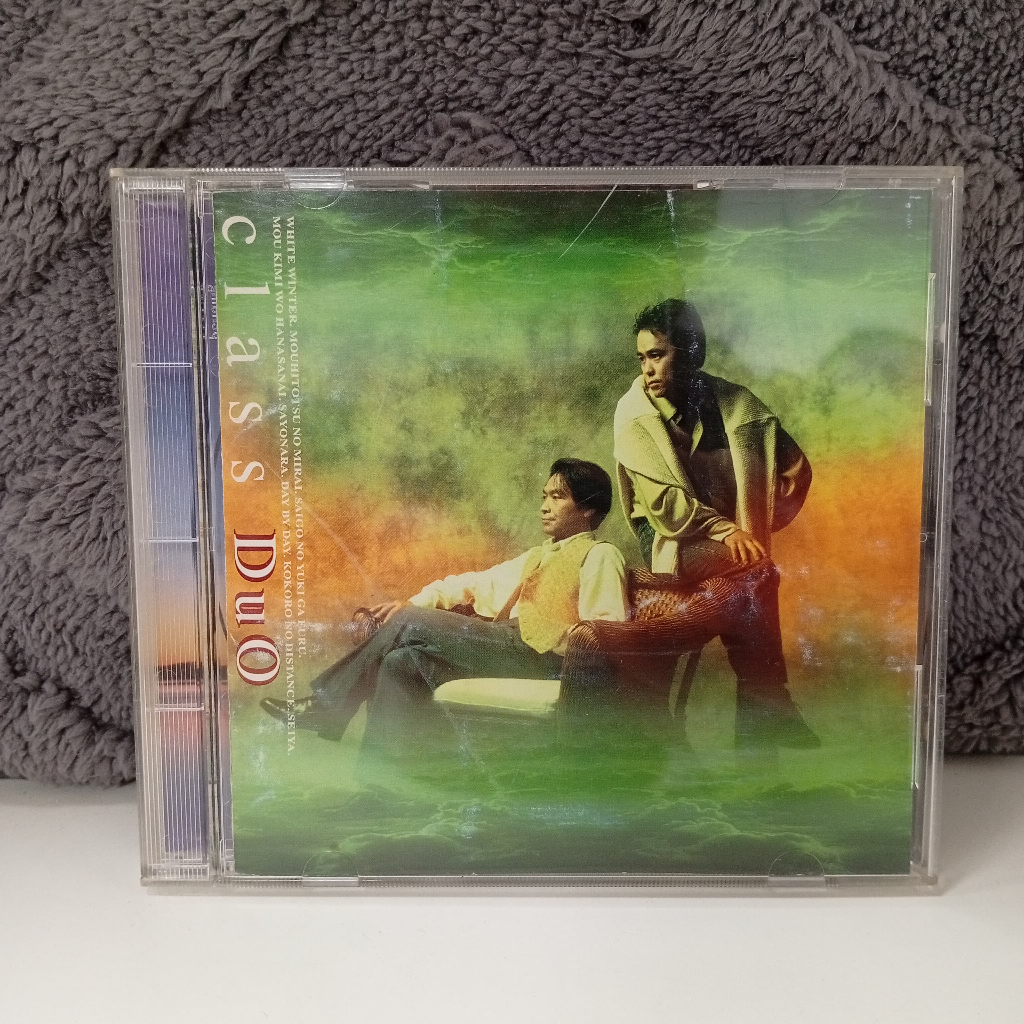 class DuO
WHITE WINTER. MOUHITOTSU NO MIRAI. SAIGO NO YUKI GA FURU.
MOU KIMI WO HANASANAI. SAYONARA. DAY BY DAY. KOKORO NO DISTANCE. SEIYA.